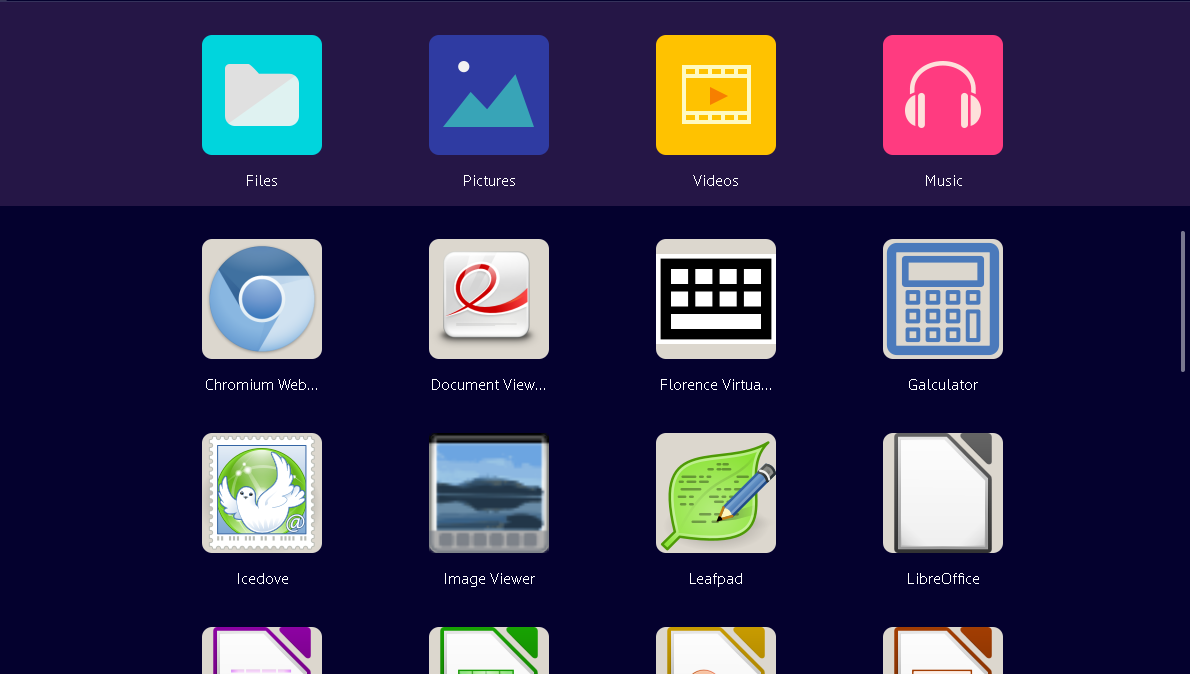 Files
Pictures
Videos
Music
Chromium Web...
Document View...
Florence Virtua...
Galculator
@
Icedove
Image Viewer
Leafpad
LibreOffice